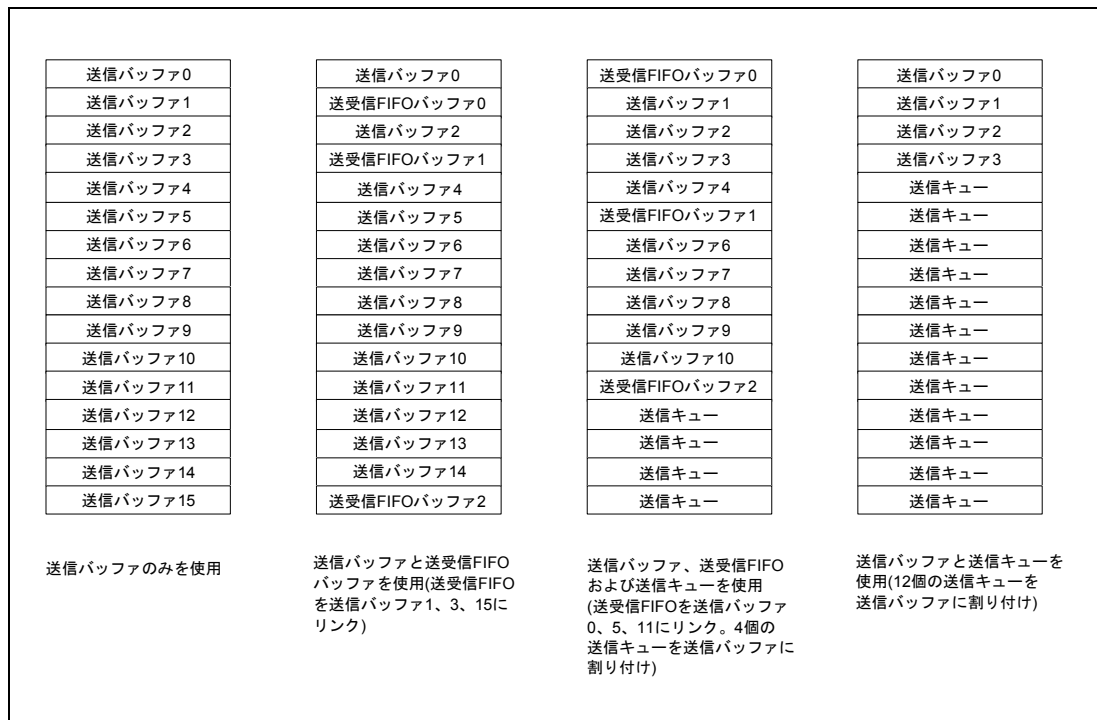 送信バッファ0
送信バッファ1
送信バッファ2
送信バッファ3
送信バッファ4
送信バッファ5
送信バッファ6
送信バッファ7
送信バッファ8
送信バッファ9
送信バッファ10
送信バッファ11
送信バッファ12
送信バッファ13
送信バッファ14
送信バッファ15
送信バッファのみを使用
送信バッファ0
送受信FIFOバッファ0
送信バッファ2
送受信FIFOバッファ1
送信バッファ4
送信バッファ5
送信バッファ6
送信バッファ7
送信バッファ8
送信バッファ9
送信バッファ10
送信バッファ11
送信バッファ12
送信バッファ13
送信バッファ14
送受信FIFOバッファ2
送信バッファと送受信FIFO
バッファを使用(送受信FIFO
を送信バッファ1、3、15に
リンク)
送受信FIFOバッファ0
送信バッファ1
送信バッファ2
送信バッファ3
送信バッファ4
送受信FIFOバッファ1
送信バッファ6
送信バッファ7
送信バッファ8
送信バッファ9
送信バッファ10
送受信FIFOバッファ2
送信キュー
送信キュー
送信キュー
送信キュー
送信バッファ、送受信FIFO
および送信キューを使用
(送受信FIFOを送信バッファ
0、5、11にリンク。4個の
送信キューを送信バッファに
割り付け)
送信バッファ0
送信バッファ1
送信バッファ2
送信バッファ3
送信キュー
送信キュー
送信キュー
送信キュー
送信キュー
送信キュー
送信キュー
送信キュー
送信キュー
送信キュー
送信キュー
送信キュー
送信バッファと送信キューを
使用(12個の送信キューを
送信バッファに割り付け)